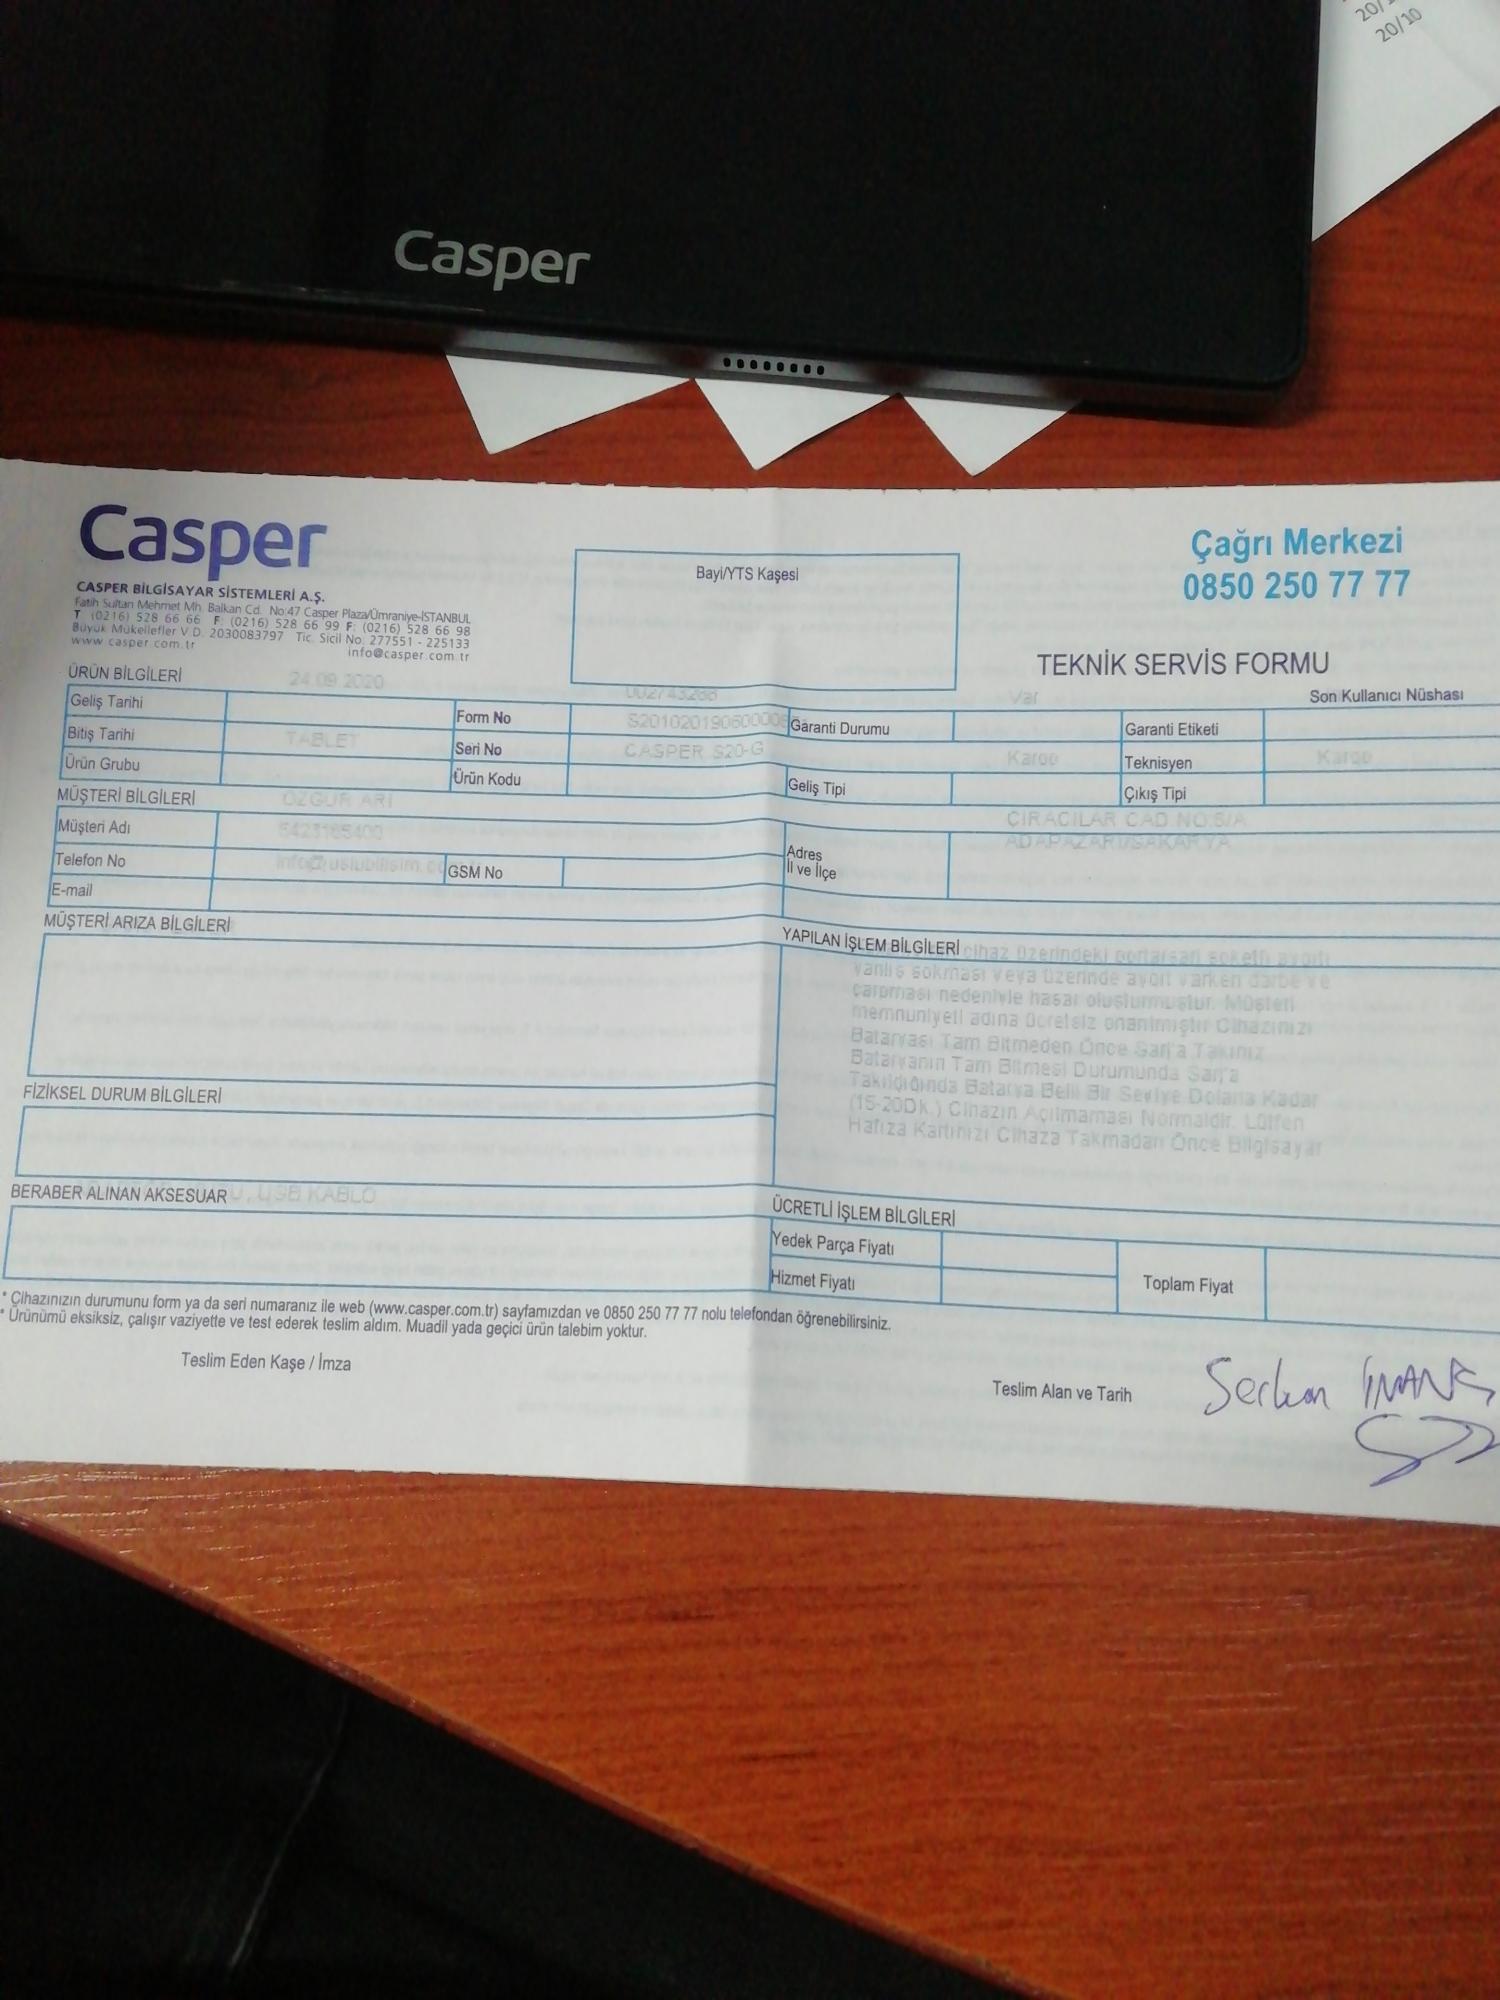 20/10
Casper
Casper
CASPER BİLGİSAYAR SİSTEMLERİ A.Ş.
Fatih Sultan Mehmet Mh. Balkan Cd. No:47 Casper Plaza/Ümraniye-İSTANBUL
T (0216) 528 66 66 F: (0216) 528 66 99 F: (0216) 528 66 98
Büyük Mükellefler V.D. 2030083797 Tic. Sicil No: 277551 - 225133
www.casper.com.tr
info@casper.com.tr
Bayi/YTS Kaşesi
Çağrı Merkezi
0850 250 77 77
TEKNİK SERVİS FORMU
Son Kullanıcı Nüshası
ÜRÜN BİLGİLERİ
24.09.2020
Var
Geliş Tarihi
Form No
Garanti Durumu
Garanti Etiketi
Bitiş Tarihi
TABLET
Seri No
CASPER S20-G
Kargo
Teknisyen
Kargo
Ürün Grubu
Ürün Kodu
Geliş Tipi
Çıkış Tipi
MÜŞTERİ BİLGİLERİ
OZGUR ARI
CIRACILAR CAD NO:5/A
ADAPAZARI/SAKARYA
Müşteri Adı
Adres
İl ve İlçe
Telefon No
GSM No
E-mail
MÜŞTERİ ARIZA BİLGİLERİ
YAPILAN İŞLEM BİLGİLERİ
cihaz üzerindeki
yanlış sokması veya üzerinde aygıt varken darbe ve
çarpması nedeniyle hasar oluşturmuştur. Müşteri
memnuniyeti adına ücretsiz onarılmıştır Cihazınızı
Bataryası Tam Bitmeden Önce Şarj'a Takınız
Bataryanın Tam Bitmesi Durumunda Şarj'a
Takıldığında Batarya Belli Bir Seviye Dolana Kadar
(15-20Dk.) Cihazın Açılmaması Normaldir. Lütfen
Hafıza Kartınızı Cihaza Takmadan Önce Bilgisayar
FİZİKSEL DURUM BİLGİLERİ
BERABER ALINAN AKSESUAR
, USB KABLO
ÜCRETLİ İŞLEM BİLGİLERİ
Yedek Parça Fiyatı
Hizmet Fiyatı
Toplam Fiyat
* Cihazınızın durumunu form ya da seri numaranız ile web (www.casper.com.tr) sayfamızdan ve 0850 250 77 77 nolu telefondan öğrenebilirsiniz.
* Ürünümü eksiksiz, çalışır vaziyette ve test ederek teslim aldım. Muadil yada geçici ürün talebim yoktur.
Teslim Eden Kaşe / İmza
Teslim Alan ve Tarih
Serkan